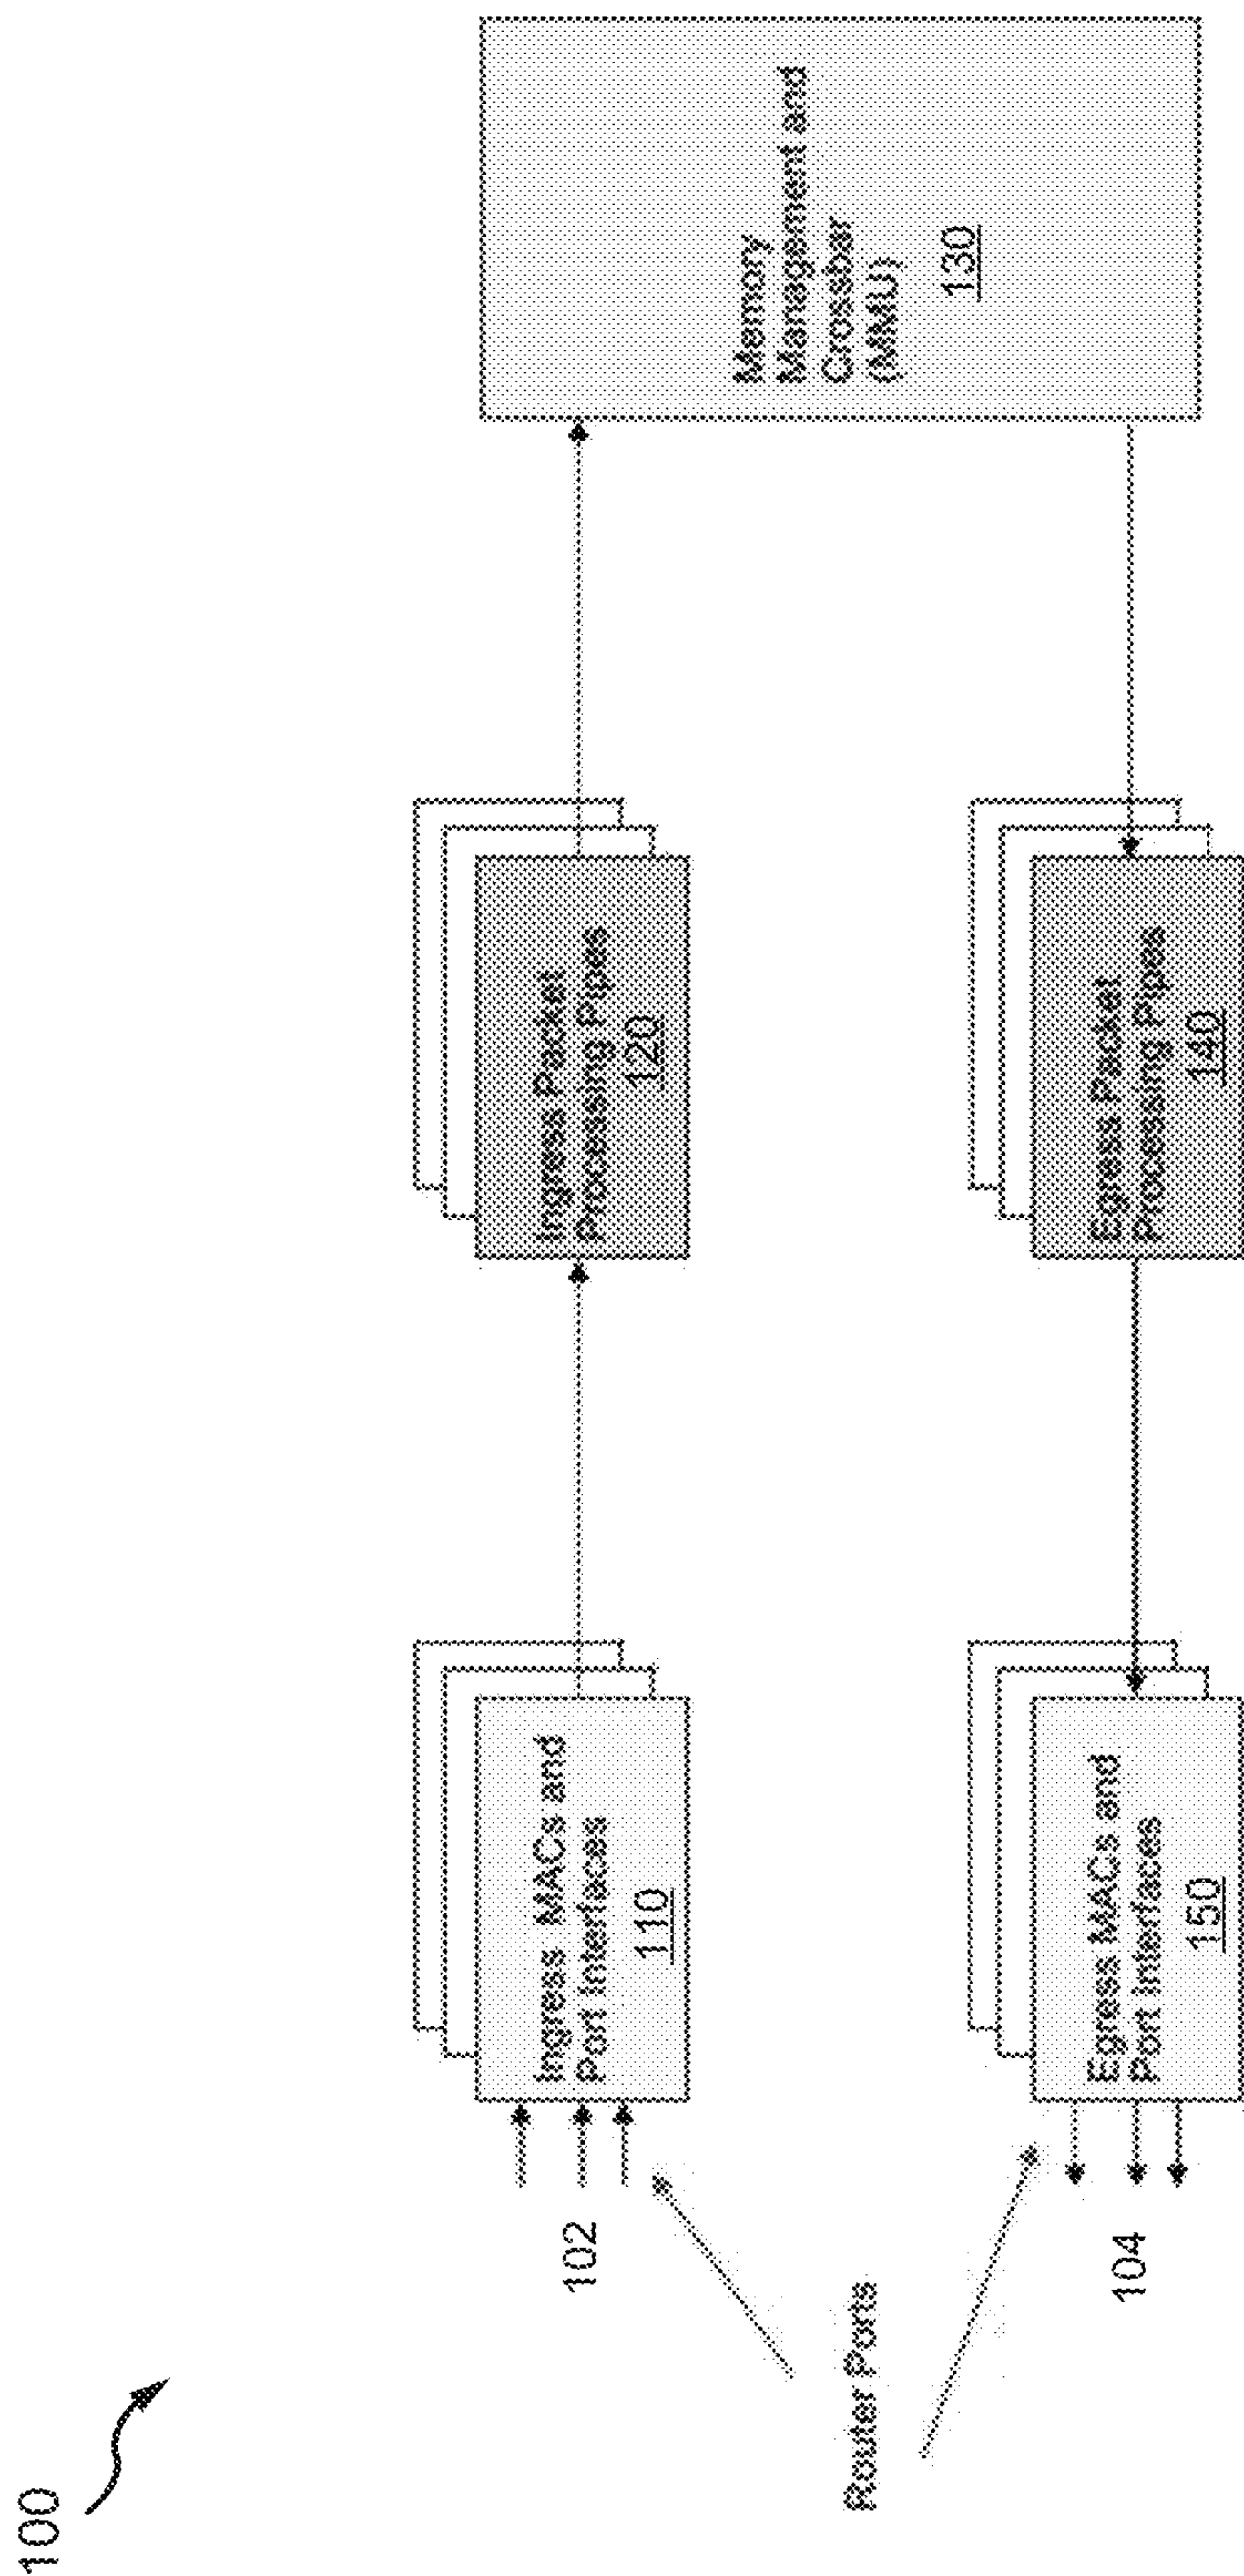 100
102
Ingress MACs and
Port Interfaces
110
Ingress Packet
Processing Pipes
120
Memory
Management and
Crossbar
(MMU)
130
Router Ports
104
Egress MACs and
Port Interfaces
150
Egress Packet
Processing Pipes
140